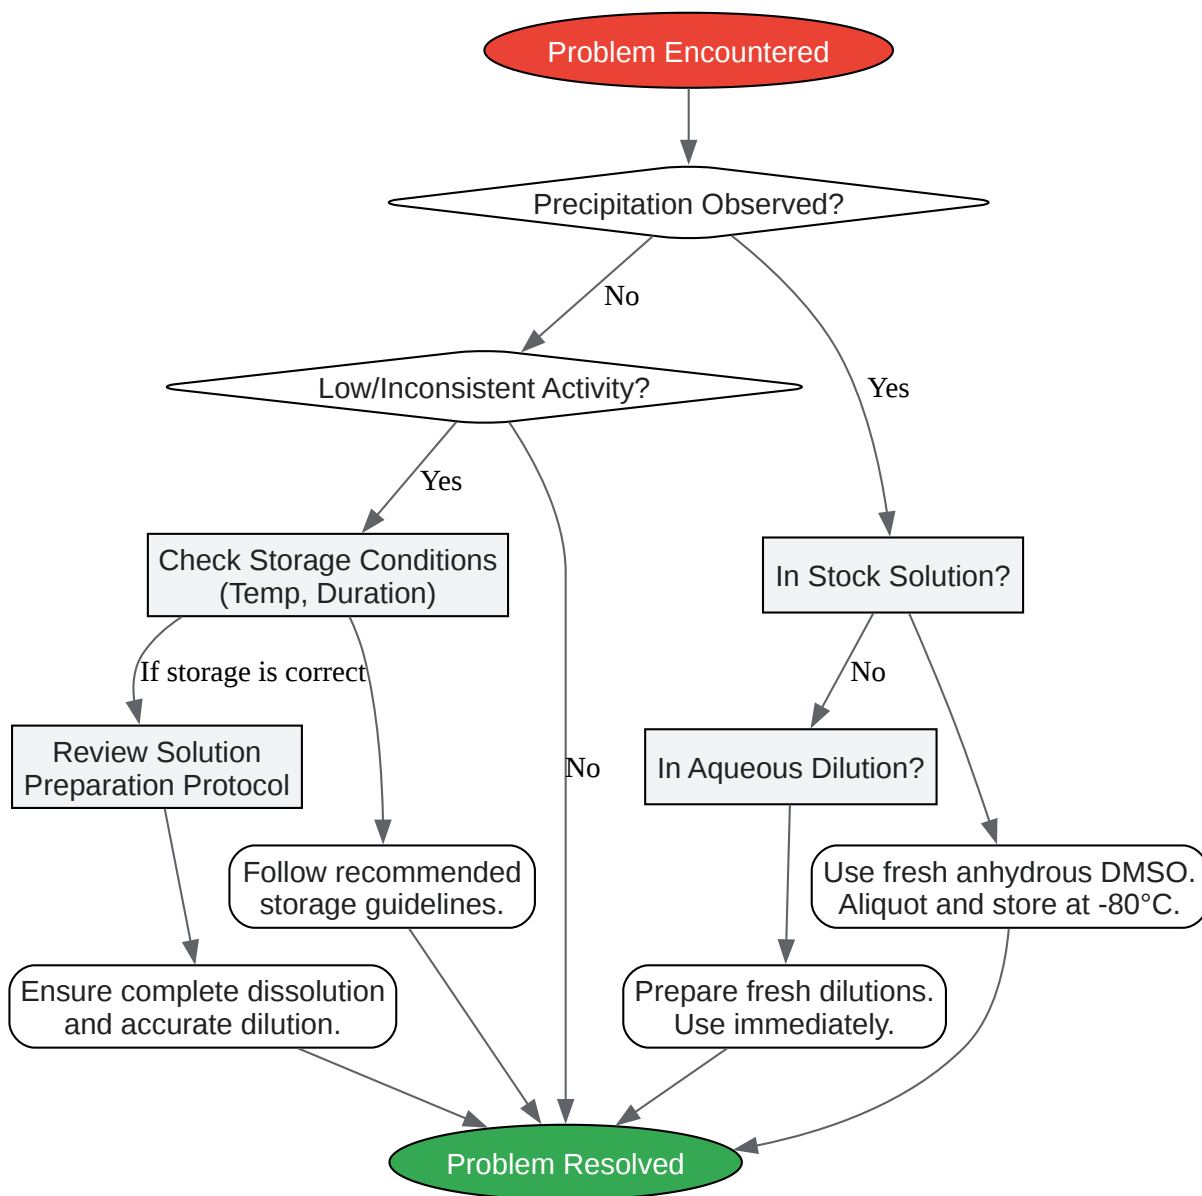 Problem Encountered
Precipitation Observed?
No
Low/Inconsistent Activity?
Yes
Yes
Check Storage Conditions
(Temp, Duration)
In Stock Solution?
If storage is correct
No
Review Solution
Preparation Protocol
No
In Aqueous Dilution?
Follow recommended
storage guidelines.
Use fresh anhydrous DMSO.
Aliquot and store at -80°C.
Ensure complete dissolution
and accurate dilution.
Prepare fresh dilutions.
Use immediately.
Problem Resolved